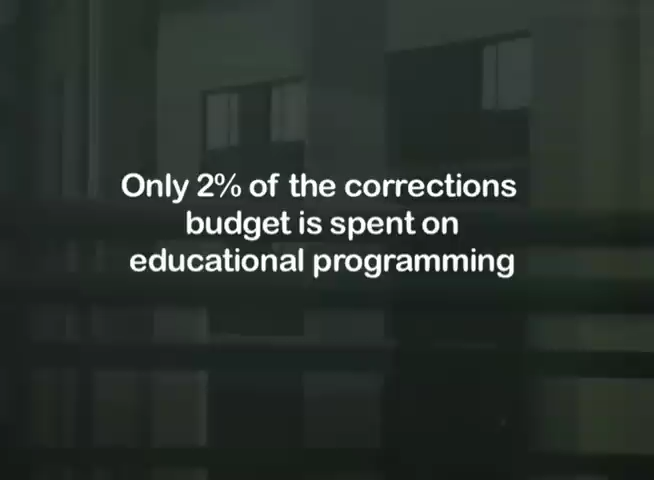 Only 2% of the corrections
budget is spent on
educational programming